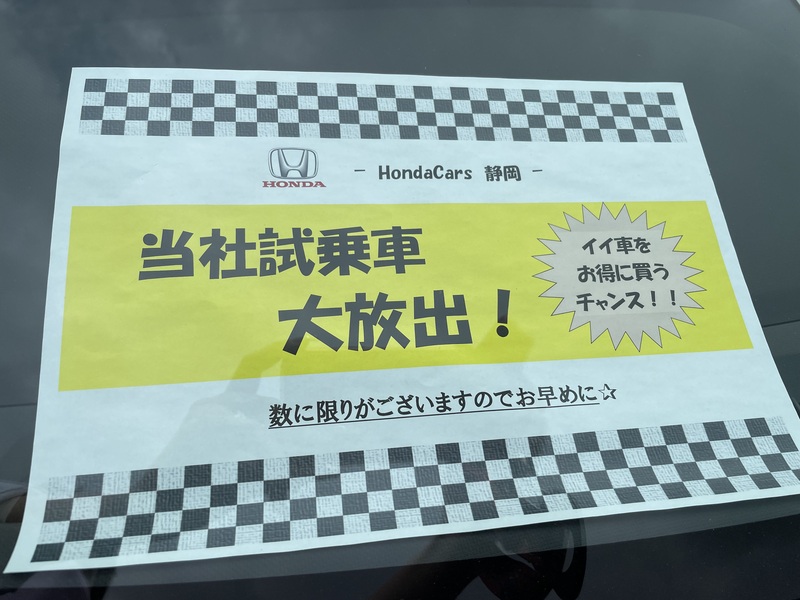 HONDA
- HondaCars 静岡 -
当社試乗車
大放出！
イイ車を
お得に買う
チャンス！！
数に限りがございますのでお早めに☆